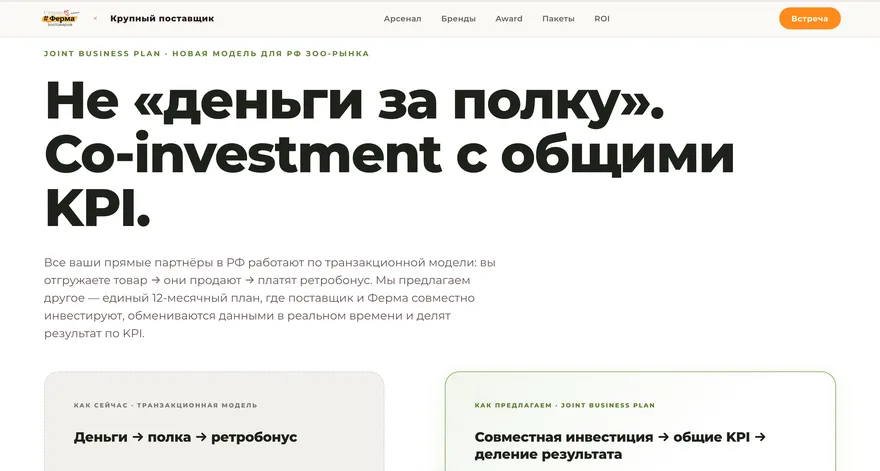 #Ферма
зоотоваров
×
Крупный поставщик
Арсенал
Бренды
Award
Пакеты
ROI
Встреча
JOINT BUSINESS PLAN · НОВАЯ МОДЕЛЬ ДЛЯ РФ ЗОО-РЫНКА
Не «деньги за полку».
Co-investment с общими
KPI.
Все ваши прямые партнёры в РФ работают по транзакционной модели: вы
отгружаете товар → они продают → платят ретробонус. Мы предлагаем
другое — единый 12-месячный план, где поставщик и Ферма совместно
инвестируют, обмениваются данными в реальном времени и делят
результат по KPI.
КАК СЕЙЧАС · ТРАНЗАКЦИОННАЯ МОДЕЛЬ
Деньги → полка → ретробонус
КАК ПРЕДЛАГАЕМ · JOINT BUSINESS PLAN
Совместная инвестиция → общие KPI →
деление результата